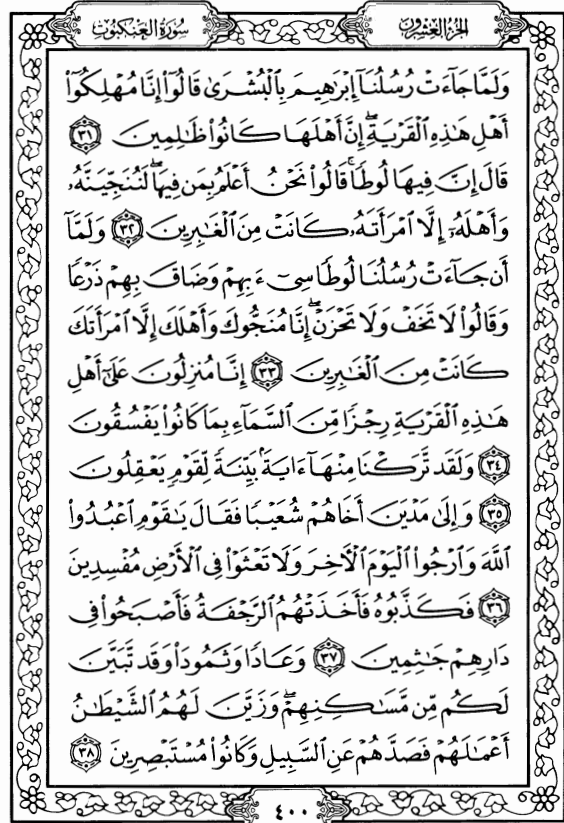 سورة العنكبوت
الجزء العشرون
وَلَمَّا جَآءَتْ رُسُلُنَآ إِبْرَٰهِيمَ بِٱلْبُشْرَىٰ قَالُوٓا۟ إِنَّا مُهْلِكُوٓا۟
أَهْلِ هَٰذِهِ ٱلْقَرْيَةِ ۖ إِنَّ أَهْلَهَا كَانُوا۟ ظَٰلِمِينَ ٣١
قَالَ إِنَّ فِيهَا لُوطًا ۚ قَالُوا۟ نَحْنُ أَعْلَمُ بِمَن فِيهَا ۖ لَنُنَجِّيَنَّهُۥ
وَأَهْلَهُۥٓ إِلَّا ٱمْرَأَتَهُۥ كَانَتْ مِنَ ٱلْغَٰبِرِينَ ٣٢ وَلَمَّآ
أَن جَآءَتْ رُسُلُنَا لُوطًا سِىٓءَ بِهِمْ وَضَاقَ بِهِمْ ذَرْعًا
وَقَالُوا۟ لَا تَخَفْ وَلَا تَحْزَنْ ۖ إِنَّا مُنَجُّوكَ وَأَهْلَكَ إِلَّا ٱمْرَأَتَكَ
كَانَتْ مِنَ ٱلْغَٰبِرِينَ ٣٣ إِنَّا مُنزِلُونَ عَلَىٰٓ أَهْلِ
هَٰذِهِ ٱلْقَرْيَةِ رِجْزًا مِّنَ ٱلسَّمَآءِ بِمَا كَانُوا۟ يَفْسُقُونَ
٣٤ وَلَقَد تَّرَكْنَا مِنْهَآ ءَايَةًۢ بَيِّنَةً لِّقَوْمٍ يَعْقِلُونَ
٣٥ وَإِلَىٰ مَدْيَنَ أَخَاهُمْ شُعَيْبًا فَقَالَ يَٰقَوْمِ ٱعْبُدُوا۟
ٱللَّهَ وَٱرْجُوا۟ ٱلْيَوْمَ ٱلْءَاخِرَ وَلَا تَعْثَوْا۟ فِى ٱلْأَرْضِ مُفْسِدِينَ
٣٦ فَكَذَّبُوهُ فَأَخَذَتْهُمُ ٱلرَّجْفَةُ فَأَصْبَحُوا۟ فِى
دَارِهِمْ جَٰثِمِينَ ٣٧ وَعَادًا وَثَمُودَا۟ وَقَد تَّبَيَّنَ
لَكُم مِّن مَّسَٰكِنِهِمْ ۖ وَزَيَّنَ لَهُمُ ٱلشَّيْطَٰنُ
أَعْمَٰلَهُمْ فَصَدَّهُمْ عَنِ ٱلسَّبِيلِ وَكَانُوا۟ مُسْتَبْصِرِينَ ٣٨
٤٠٠